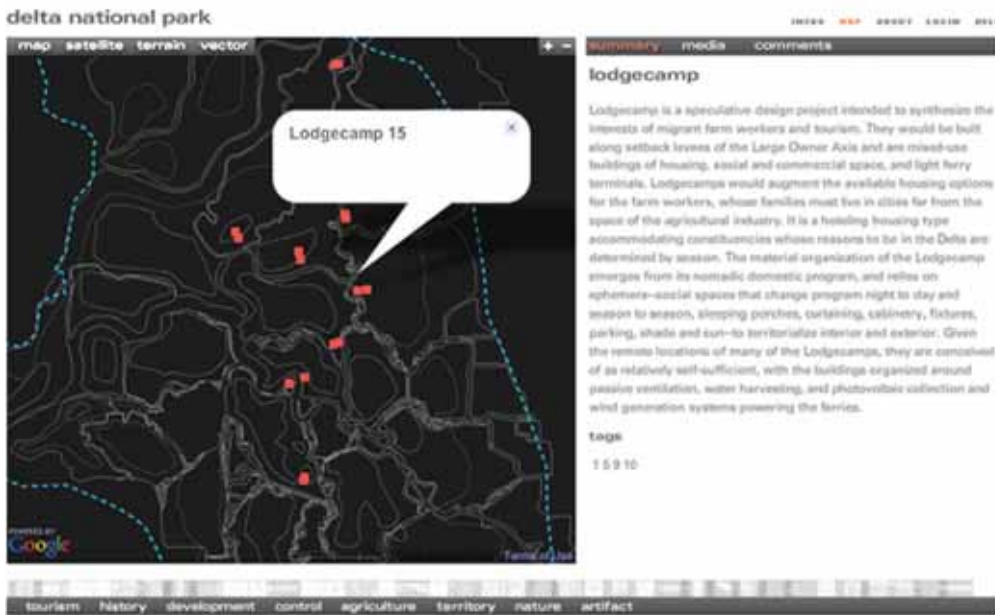 delta national park
INTRO MAP ABOUT LOGIN
map satellite terrain vector + −
summary media comments
Lodgecamp 15
lodgecamp
Lodgecamp is a speculative design project intended to synthesize the
interests of migrant farm workers and tourism. They would be built
along setback levees of the Large Owner Axis and are mixed-use
buildings of housing, social and commercial space, and light ferry
terminals. Lodgecamps would augment the available housing options
for the farm workers, whose families must live in cities far from the
space of the agricultural industry. It is a hoteling housing type
accommodating constituencies whose reasons to be in the Delta are
determined by season. The material organization of the Lodgecamp
emerges from its nomadic domestic program, and relies on
ephemera—social spaces that change program night to day and
season to season, sleeping porches, curtaining, cabinetry, fixtures,
parking, shade and sun—to territorialize interior and exterior. Given
the remote locations of many of the Lodgecamps, they are conceived
of as relatively self-sufficient, with the buildings organized around
passive ventilation, water harvesting, and photovoltaic collection and
wind generation systems powering the ferries.
tags
1 5 9 10
POWERED BY
Google
Terms of Use
tourism history development control agriculture territory nature artifact